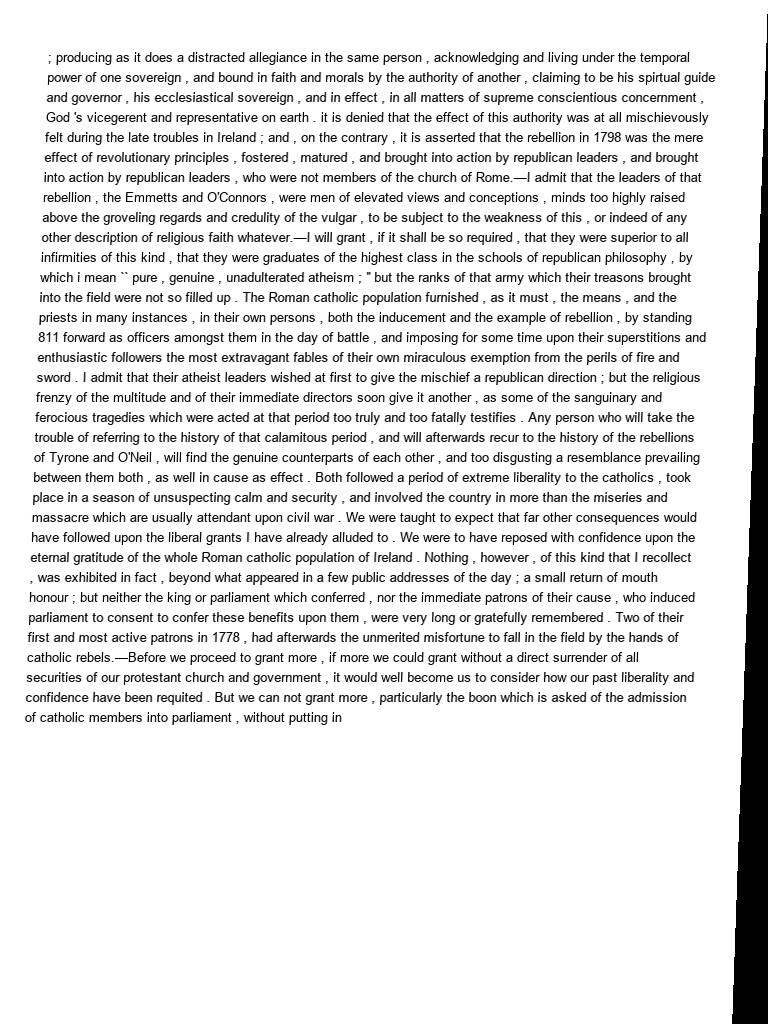 ; producing as it does a distracted allegiance in the same person , acknowledging and living under the temporal
power of one sovereign , and bound in faith and morals by the authority of another , claiming to be his spirtual guide
and governor , his ecclesiastical sovereign , and in effect , in all matters of supreme conscientious concernment ,
God 's vicegerent and representative on earth . it is denied that the effect of this authority was at all mischievously
felt during the late troubles in Ireland ; and , on the contrary , it is asserted that the rebellion in 1798 was the mere
effect of revolutionary principles , fostered , matured , and brought into action by republican leaders , and brought
into action by republican leaders , who were not members of the church of Rome.—I admit that the leaders of that
rebellion , the Emmetts and O'Connors , were men of elevated views and conceptions , minds too highly raised
above the groveling regards and credulity of the vulgar , to be subject to the weakness of this , or indeed of any
other description of religious faith whatever.—I will grant , if it shall be so required , that they were superior to all
infirmities of this kind , that they were graduates of the highest class in the schools of republican philosophy , by
which i mean `` pure , genuine , unadulterated atheism ; " but the ranks of that army which their treasons brought
into the field were not so filled up . The Roman catholic population furnished , as it must , the means , and the
priests in many instances , in their own persons , both the inducement and the example of rebellion , by standing
811 forward as officers amongst them in the day of battle , and imposing for some time upon their superstitions and
enthusiastic followers the most extravagant fables of their own miraculous exemption from the perils of fire and
sword . I admit that their atheist leaders wished at first to give the mischief a republican direction ; but the religious
frenzy of the multitude and of their immediate directors soon give it another , as some of the sanguinary and
ferocious tragedies which were acted at that period too truly and too fatally testifies . Any person who will take the
trouble of referring to the history of that calamitous period , and will afterwards recur to the history of the rebellions
of Tyrone and O'Neil , will find the genuine counterparts of each other , and too disgusting a resemblance prevailing
between them both , as well in cause as effect . Both followed a period of extreme liberality to the catholics , took
place in a season of unsuspecting calm and security , and involved the country in more than the miseries and
massacre which are usually attendant upon civil war . We were taught to expect that far other consequences would
have followed upon the liberal grants I have already alluded to . We were to have reposed with confidence upon the
eternal gratitude of the whole Roman catholic population of Ireland . Nothing , however , of this kind that I recollect
, was exhibited in fact , beyond what appeared in a few public addresses of the day ; a small return of mouth
honour ; but neither the king or parliament which conferred , nor the immediate patrons of their cause , who induced
parliament to consent to confer these benefits upon them , were very long or gratefully remembered . Two of their
first and most active patrons in 1778 , had afterwards the unmerited misfortune to fall in the field by the hands of
catholic rebels.—Before we proceed to grant more , if more we could grant without a direct surrender of all
securities of our protestant church and government , it would well become us to consider how our past liberality and
confidence have been requited . But we can not grant more , particularly the boon which is asked of the admission
of catholic members into parliament , without putting in